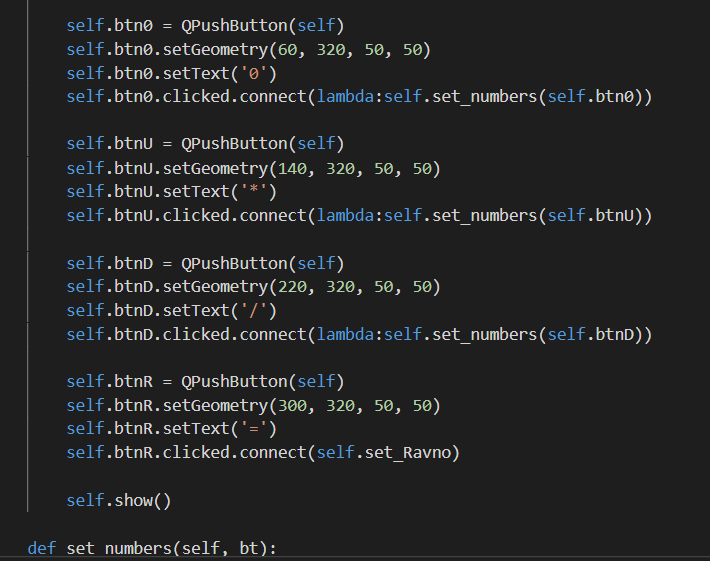 self.btn0 = QPushButton(self)
self.btn0.setGeometry(60, 320, 50, 50)
self.btn0.setText('0')
self.btn0.clicked.connect(lambda:self.set_numbers(self.btn0))
self.btnU = QPushButton(self)
self.btnU.setGeometry(140, 320, 50, 50)
self.btnU.setText('*')
self.btnU.clicked.connect(lambda:self.set_numbers(self.btnU))
self.btnD = QPushButton(self)
self.btnD.setGeometry(220, 320, 50, 50)
self.btnD.setText('/')
self.btnD.clicked.connect(lambda:self.set_numbers(self.btnD))
self.btnR = QPushButton(self)
self.btnR.setGeometry(300, 320, 50, 50)
self.btnR.setText('=')
self.btnR.clicked.connect(self.set_Ravno)
self.show()
def set_numbers(self, bt):